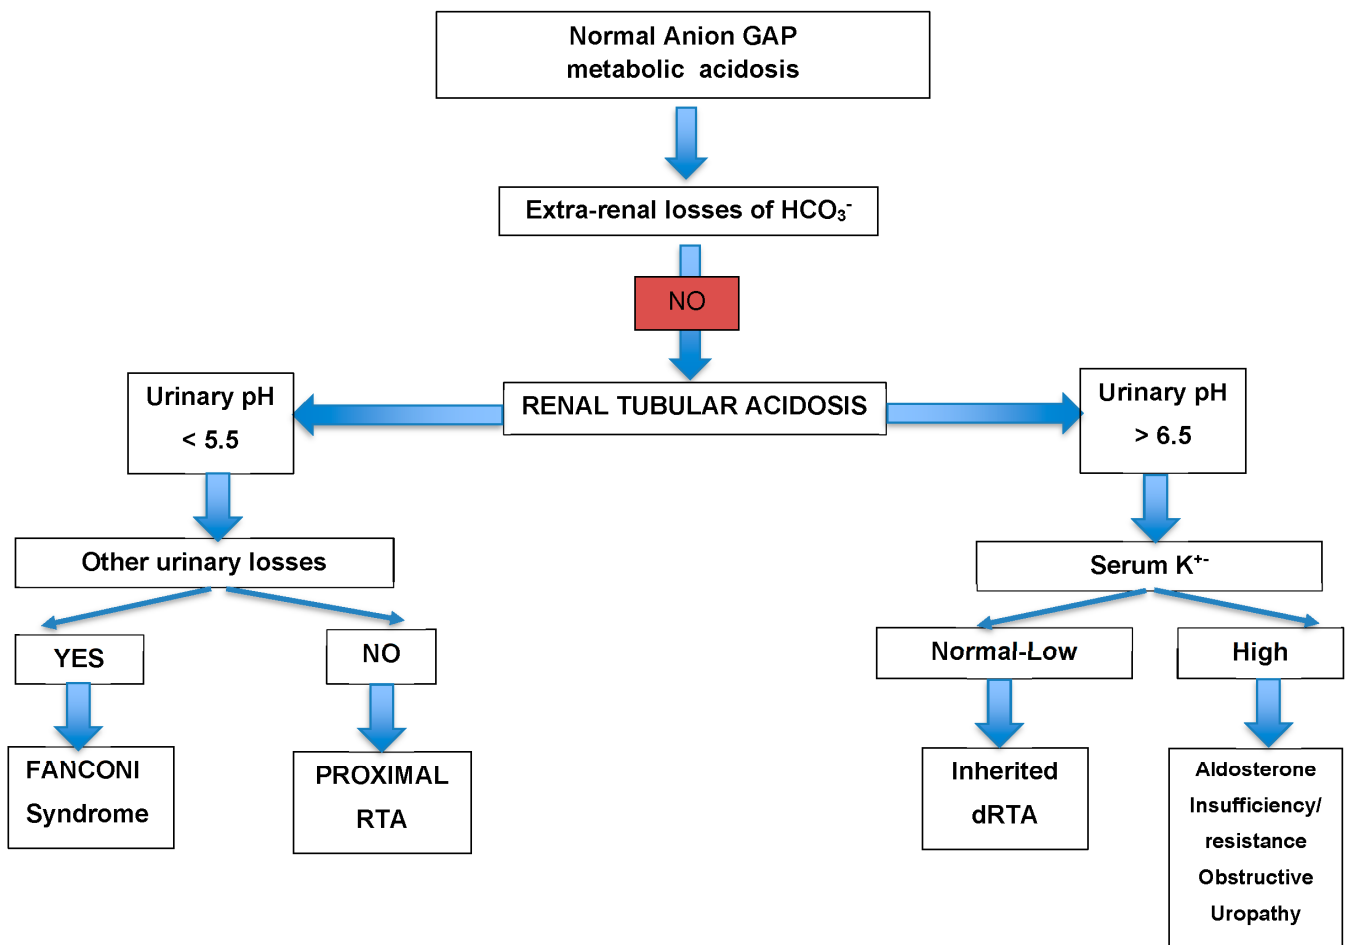 Normal Anion GAP
metabolic acidosis
Extra-renal losses of HCO₃⁻
NO
RENAL TUBULAR ACIDOSIS
Urinary pH
< 5.5
Urinary pH
> 6.5
Other urinary losses
Serum K⁺⁻
YES
NO
Normal-Low
High
FANCONI
Syndrome
PROXIMAL
RTA
Inherited
dRTA
Aldosterone
Insufficiency/
resistance
Obstructive
Uropathy